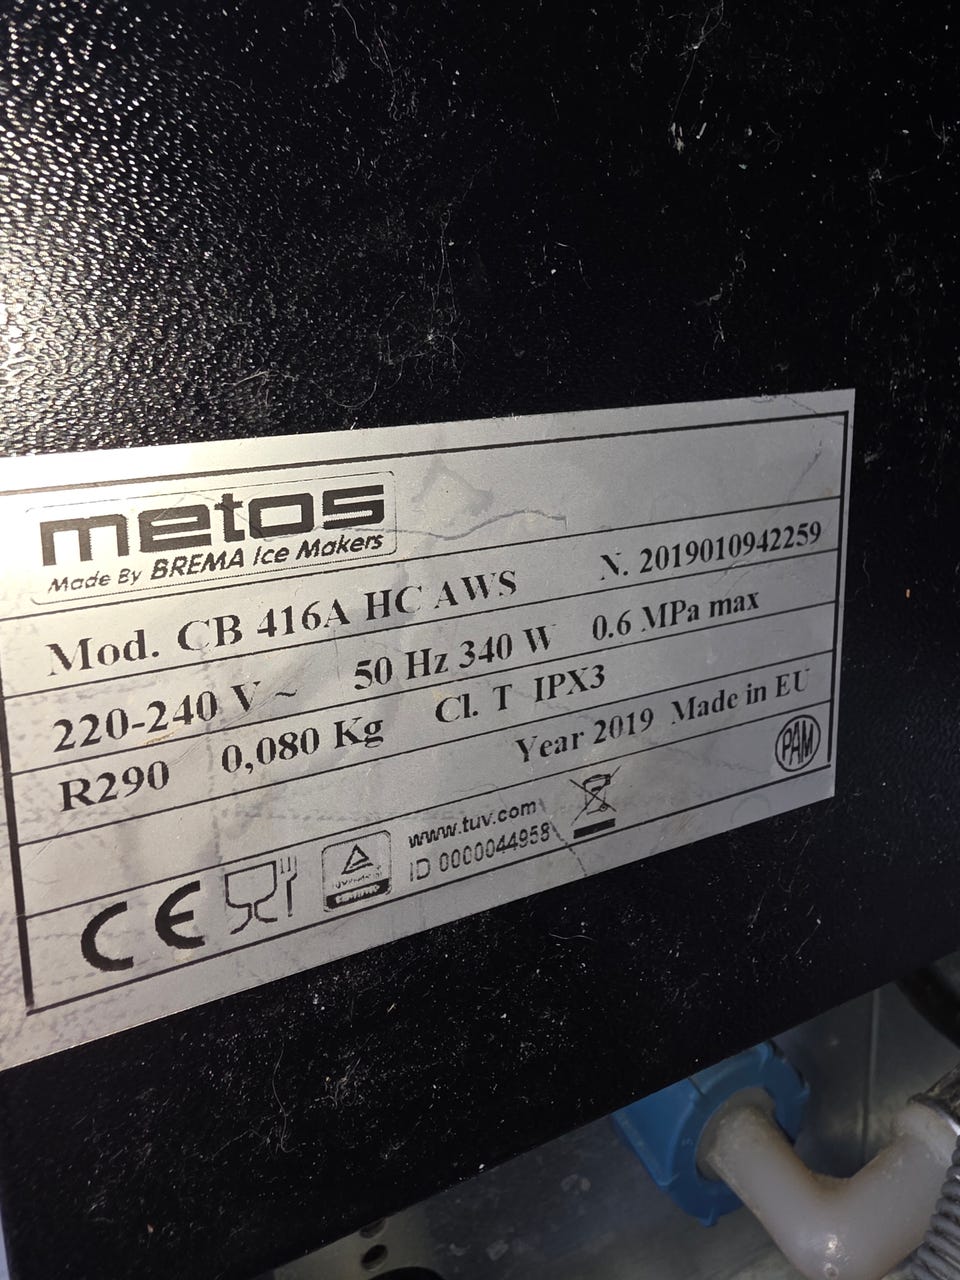 metos
Made By BREMA Ice Makers
Mod. CB 416A HC AWS N. 2019010942259
220-240 V ~ 50 Hz 340 W 0.6 MPa max
R290 0,080 Kg Cl. T IPX3
Year 2019 Made in EU
PAM
CE
www.tuv.com
ID 0000044958